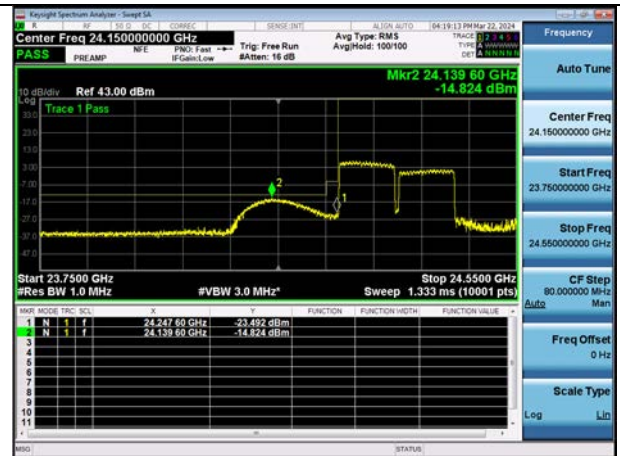 Keysight Spectrum Analyzer - Swept SA
R RF 50 Ω DC CORREC SENSE:INT ALIGN AUTO 04:19:13 PM Mar 22, 2024
Center Freq 24.150000000 GHz
PASS PREAMP NFE PNO: Fast IFGain:Low Trig: Free Run #Atten: 16 dB Avg Type: RMS Avg|Hold: 100/100 TRACE 1 2 3 4 5 6 TYPE DET
Frequency
Mkr2 24.139 60 GHz
-14.824 dBm
10 dB/div Ref 43.00 dBm
Log
Trace 1 Pass
33.0
23.0
13.0
3.00
-7.00
-17.0
-27.0
-37.0
-47.0
2
1
Start 23.7500 GHz Stop 24.5500 GHz
#Res BW 1.0 MHz #VBW 3.0 MHz* Sweep 1.333 ms (10001 pts)
MKR MODE TRC SCL X Y FUNCTION FUNCTION WIDTH FUNCTION VALUE
1 N 1 f 24.247 60 GHz -23.492 dBm
2 N 1 f 24.139 60 GHz -14.824 dBm
3
4
5
6
7
8
9
10
11
MSG STATUS
Auto Tune
Center Freq
24.150000000 GHz
Start Freq
23.750000000 GHz
Stop Freq
24.550000000 GHz
CF Step
80.000000 MHz
Auto Man
Freq Offset
0 Hz
Scale Type
Log Lin